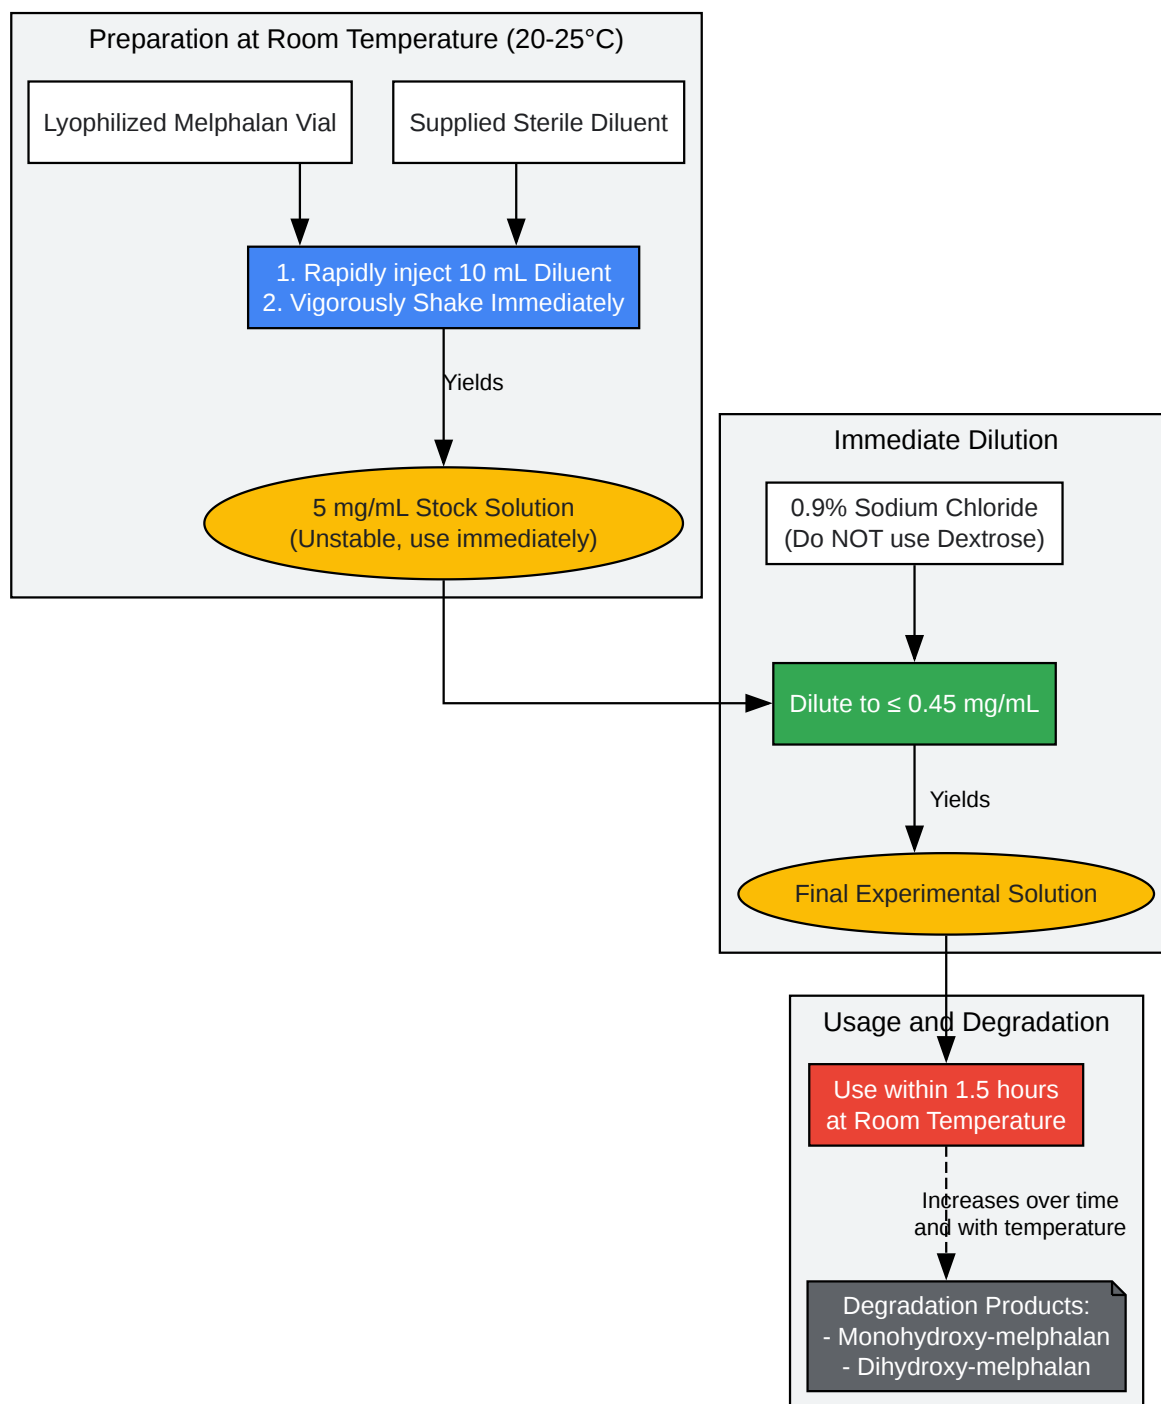 Preparation at Room Temperature (20-25°C)
Lyophilized Melphalan Vial
Supplied Sterile Diluent
1. Rapidly inject 10 mL Diluent
2. Vigorously Shake Immediately
Yields
5 mg/mL Stock Solution
(Unstable, use immediately)
Immediate Dilution
0.9% Sodium Chloride
(Do NOT use Dextrose)
Dilute to ≤ 0.45 mg/mL
Yields
Final Experimental Solution
Usage and Degradation
Use within 1.5 hours
at Room Temperature
Increases over time
and with temperature
Degradation Products:
- Monohydroxy-melphalan
- Dihydroxy-melphalan